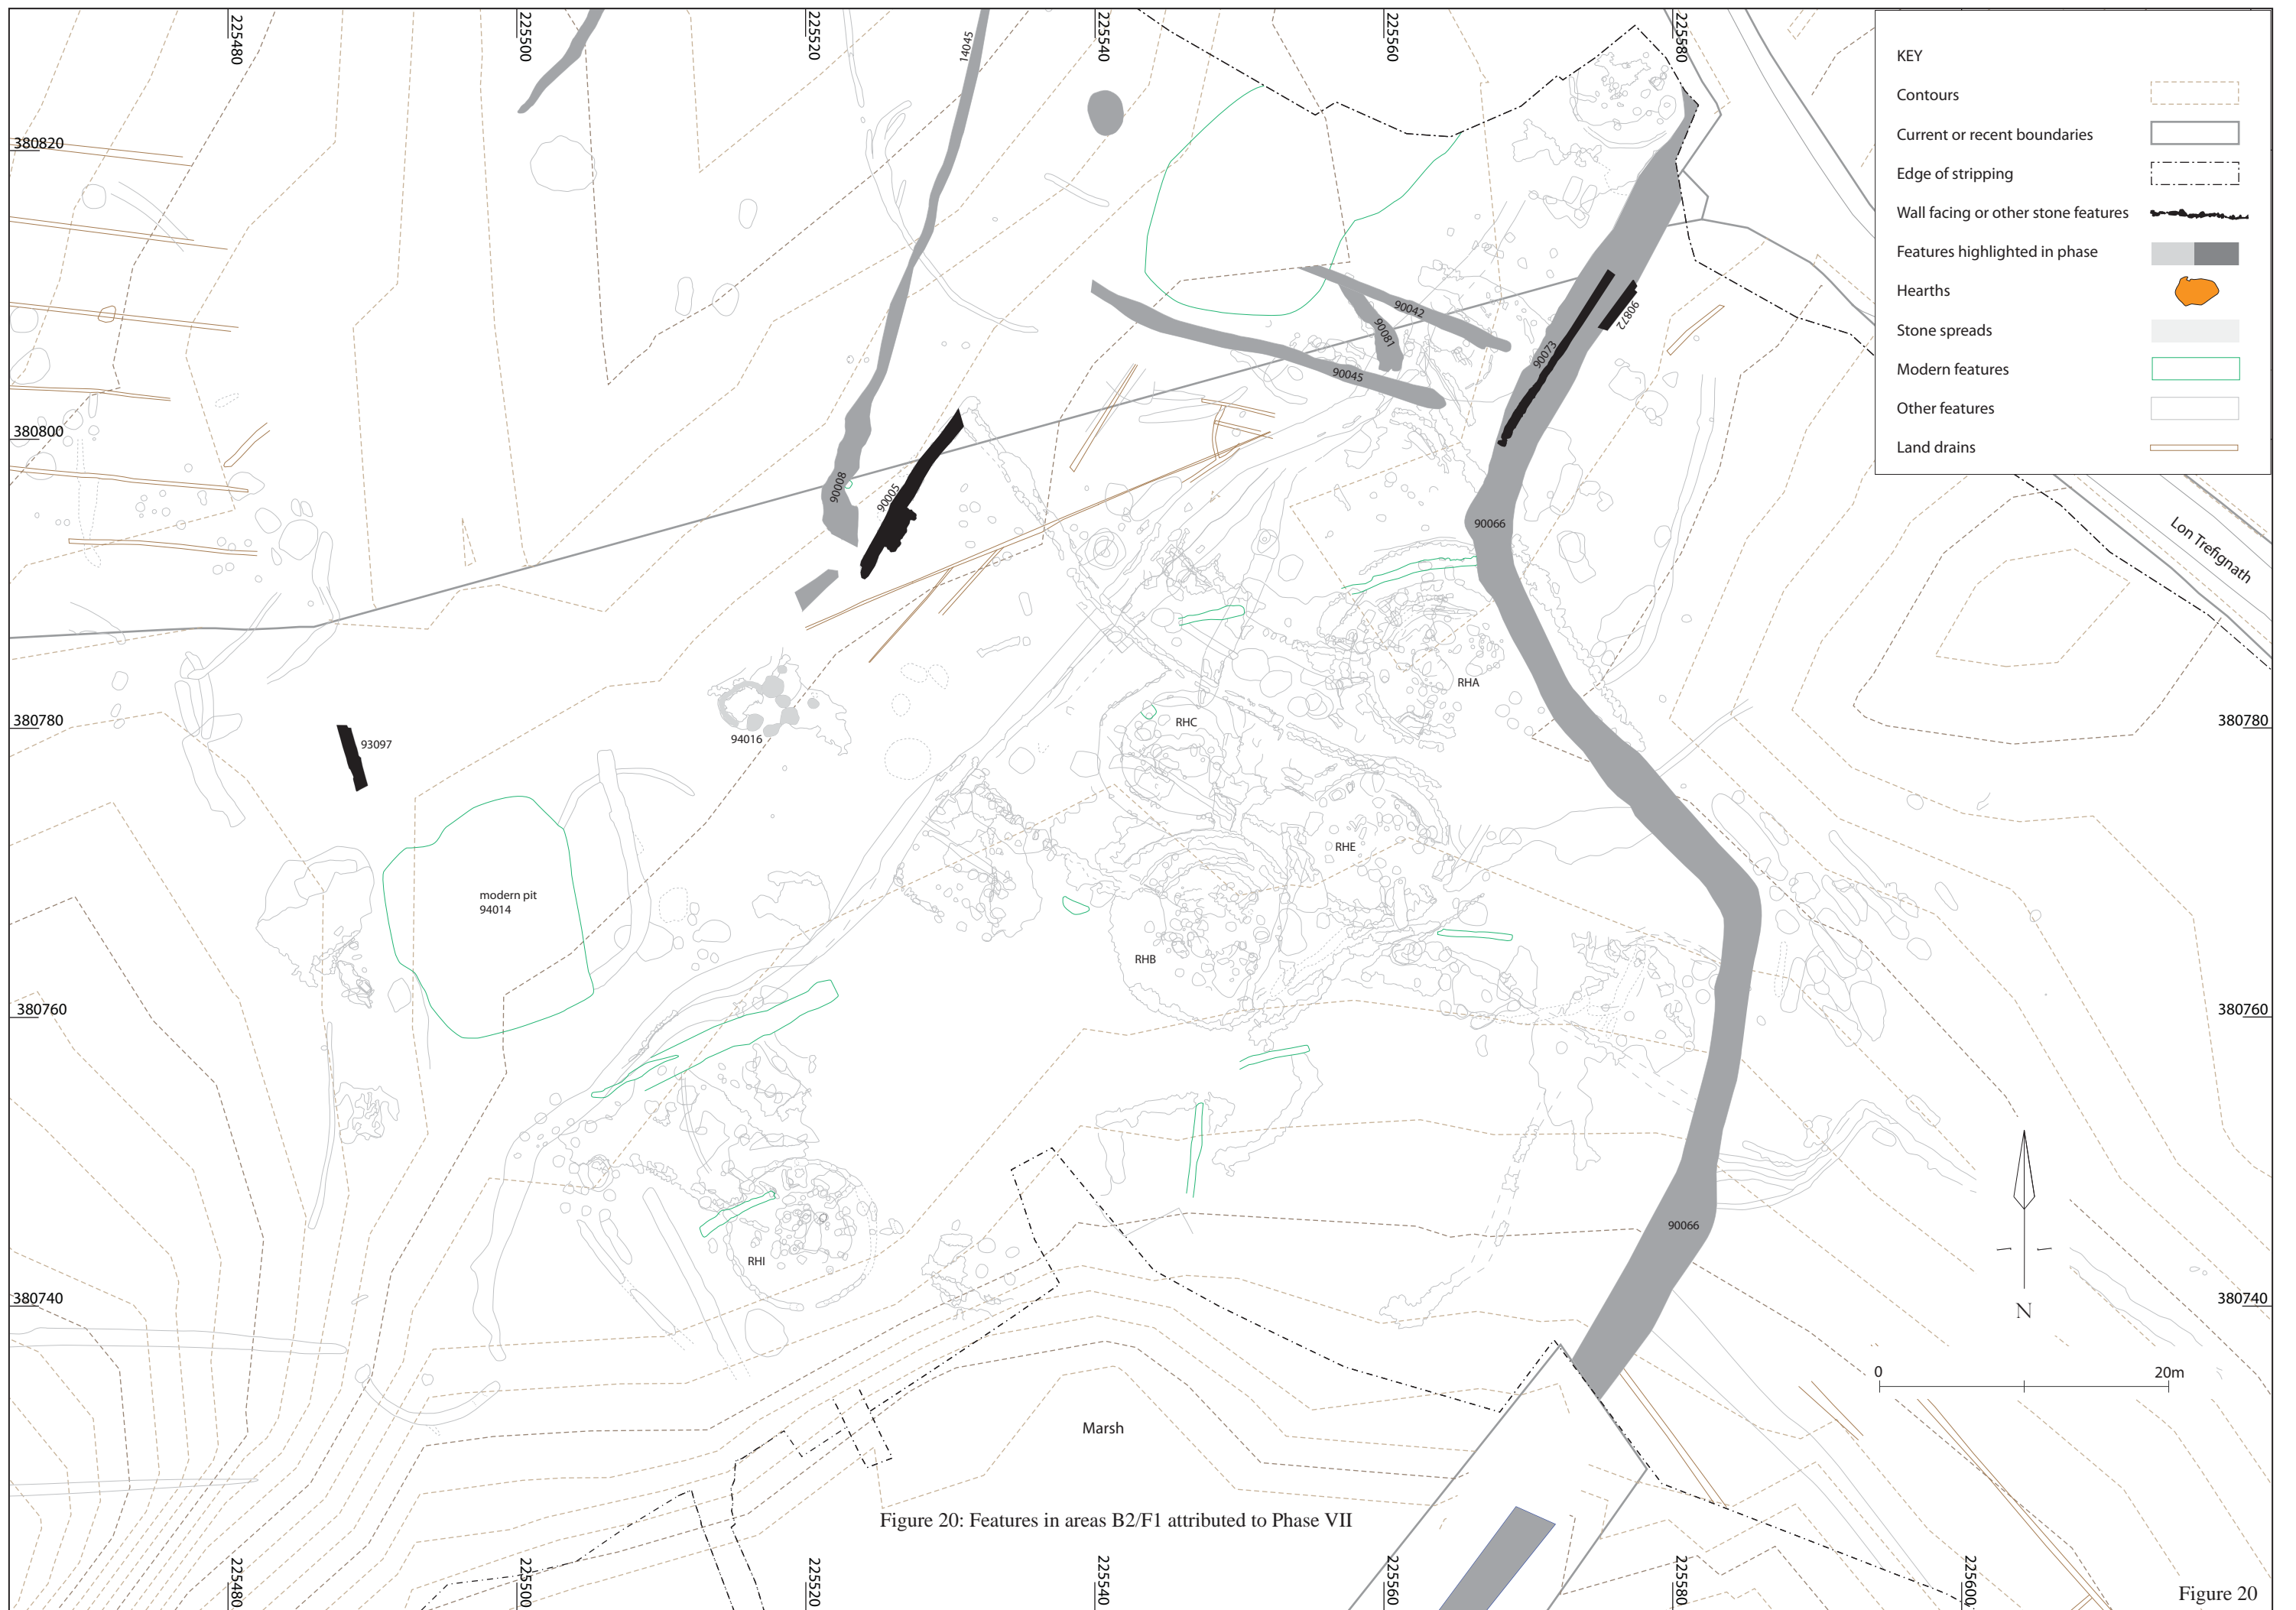 225480
225500
225520
225540
225560
225580
14045
KEY
Contours
Current or recent boundaries
Edge of stripping
Wall facing or other stone features
Features highlighted in phase
Hearths
Stone spreads
Modern features
Other features
Land drains
380820
90042
90081
90045
90872
90073
380800
90008
90005
90066
Lon Trefignath
RHA
RHC
380780
380780
94016
93097
RHE
modern pit
94014
RHB
380760
380760
90066
RHI
380740
380740
N
0 20m
Marsh
Figure 20: Features in areas B2/F1 attributed to Phase VII
225480
225500
225520
225540
225560
225580
225600
Figure 20